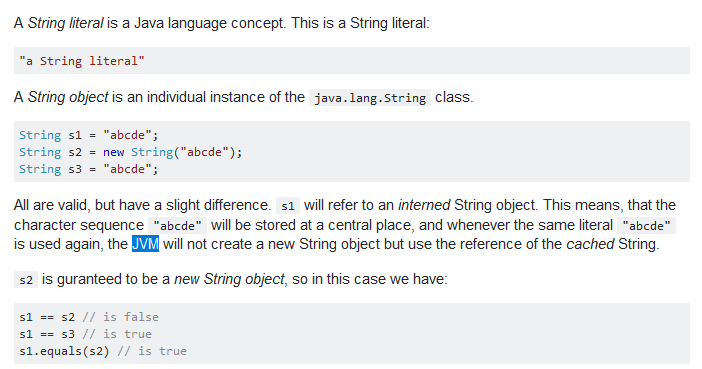 A String literal is a Java language concept. This is a String literal:
"a String literal"
A String object is an individual instance of the java.lang.String class.
String s1 = "abcde";
String s2 = new String("abcde");
String s3 = "abcde";
All are valid, but have a slight difference. s1 will refer to an interned String object. This means, that the
character sequence "abcde" will be stored at a central place, and whenever the same literal "abcde"
is used again, the JVM will not create a new String object but use the reference of the cached String.
s2 is guranteed to be a new String object, so in this case we have:
s1 == s2 // is false
s1 == s3 // is true
s1.equals(s2) // is true